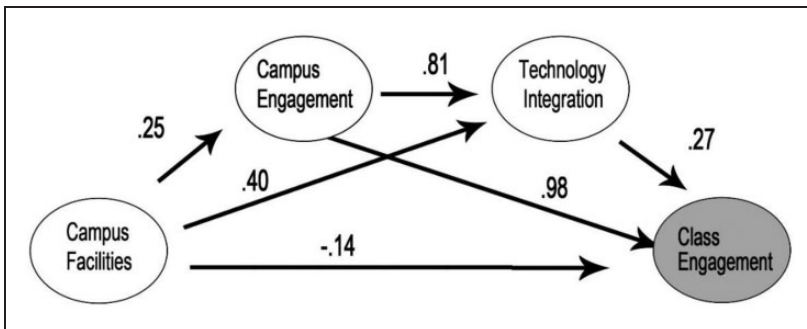 Campus
Engagement
.81
Technology
Integration
.25
.27
.40
.98
Campus
Facilities
-.14
Class
Engagement